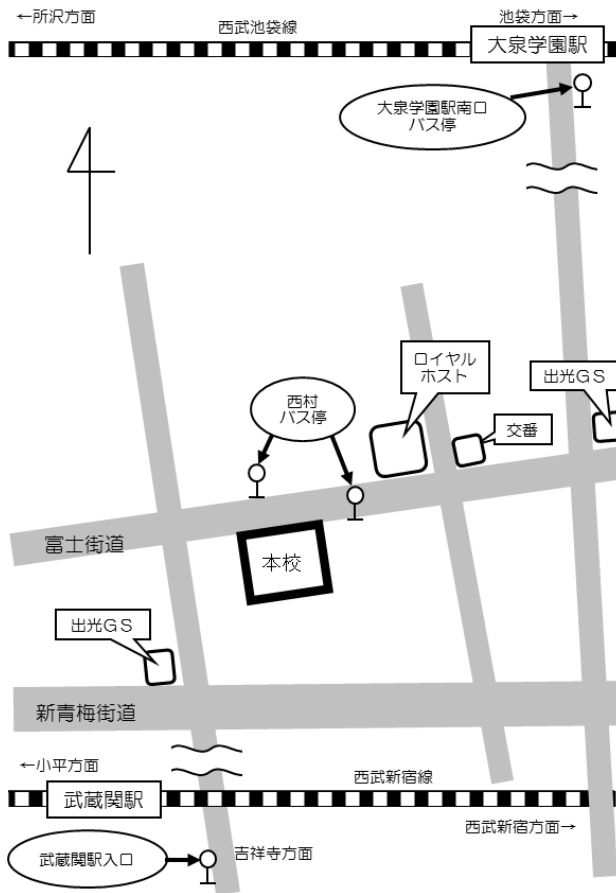 ←所沢方面
西武池袋線
池袋方面→
大泉学園駅
大泉学園駅南口
バス停
ロイヤル
ホスト
出光GS
西村
バス停
交番
富士街道
本校
出光GS
新青梅街道
←小平方面
西武新宿線
武蔵関駅
西武新宿方面→
武蔵関駅入口
吉祥寺方面